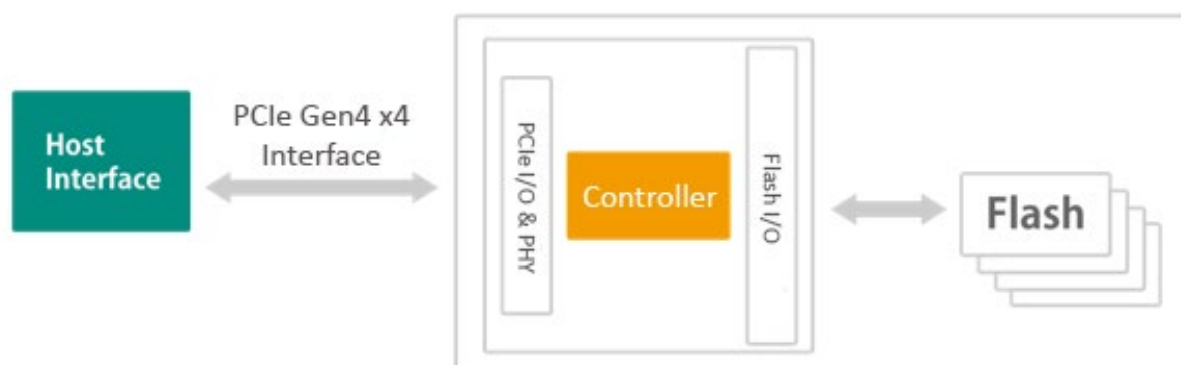 Host
Interface
PCIe Gen4 x4
Interface
PCIe I/O & PHY
Controller
Flash I/O
Flash